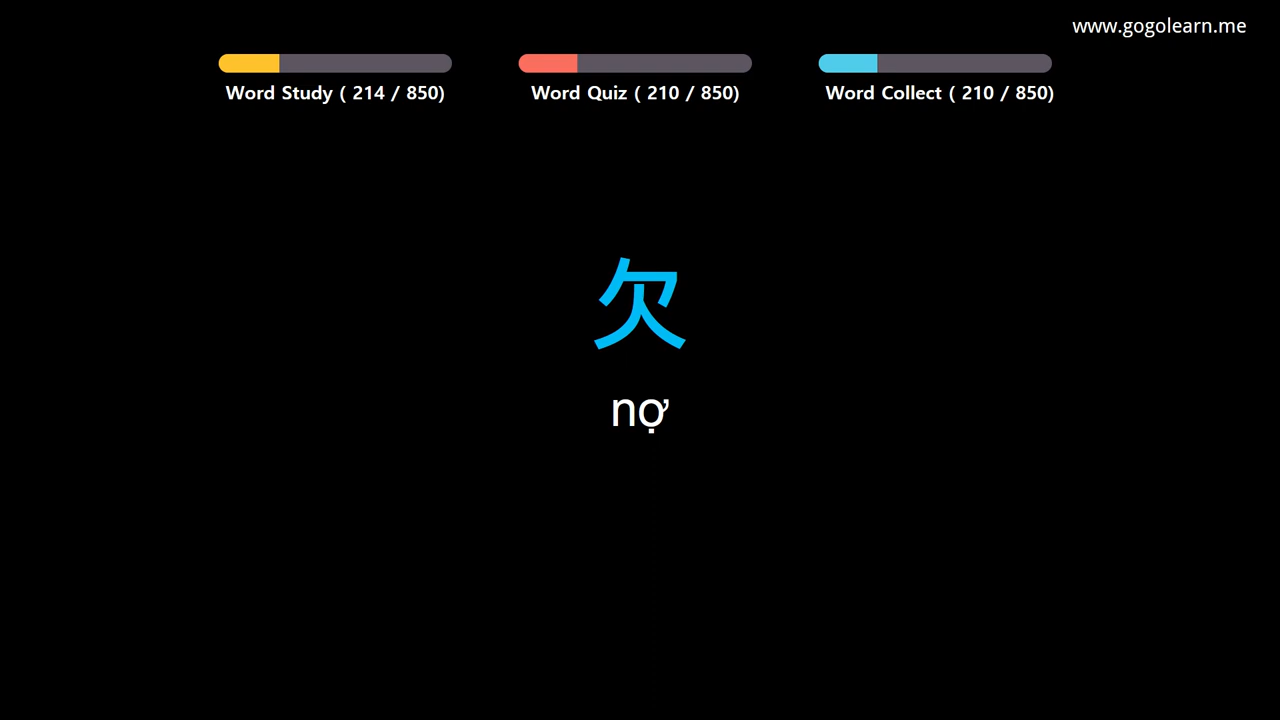 www.gogolearn.me
Word Study ( 214 / 850)
Word Quiz ( 210 / 850)
Word Collect ( 210 / 850)
欠
nợ